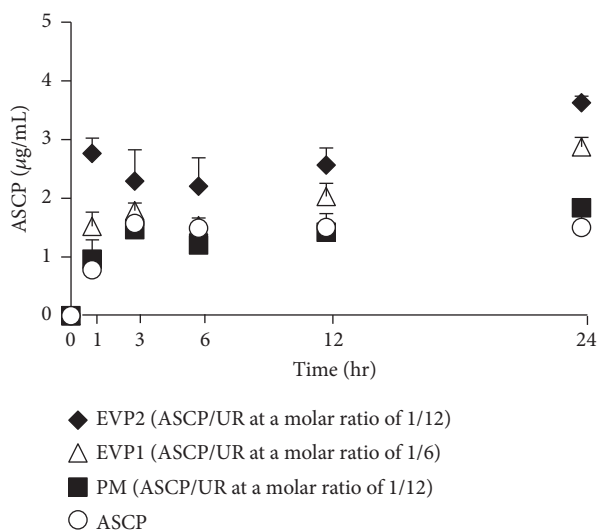 5
4
3
2
1
0
ASCP (μg/mL)
0 1 3 6 12 24
Time (hr)
EVP2 (ASCP/UR at a molar ratio of 1/12)
EVP1 (ASCP/UR at a molar ratio of 1/6)
PM (ASCP/UR at a molar ratio of 1/12)
ASCP